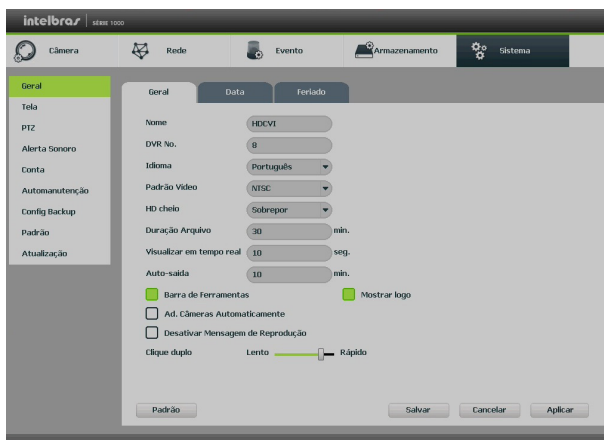 intelbras SÉRIE 1000
Câmera Rede Evento Armazenamento Sistema
Geral
Tela
PTZ
Alerta Sonoro
Conta
Automanutenção
Config Backup
Padrão
Atualização
Geral Data Feriado
Nome HDCVI
DVR No. 8
Idioma Português
Padrão Vídeo NTSC
HD cheio Sobrepor
Duração Arquivo 30 min.
Visualizar em tempo real 10 seg.
Auto-saida 10 min.
Barra de Ferramentas Mostrar logo
Ad. Câmeras Automaticamente
Desativar Mensagem de Reprodução
Clique duplo Lento Rápido
Padrão Salvar Cancelar Aplicar